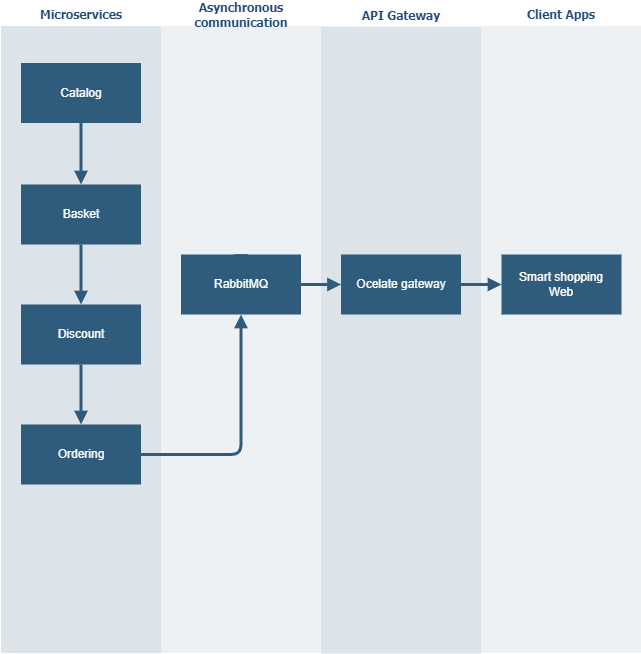 Microservices
Asynchronous
communication
API Gateway
Client Apps
Catalog
Basket
Discount
Ordering
RabbitMQ
Ocelate gateway
Smart shopping
Web